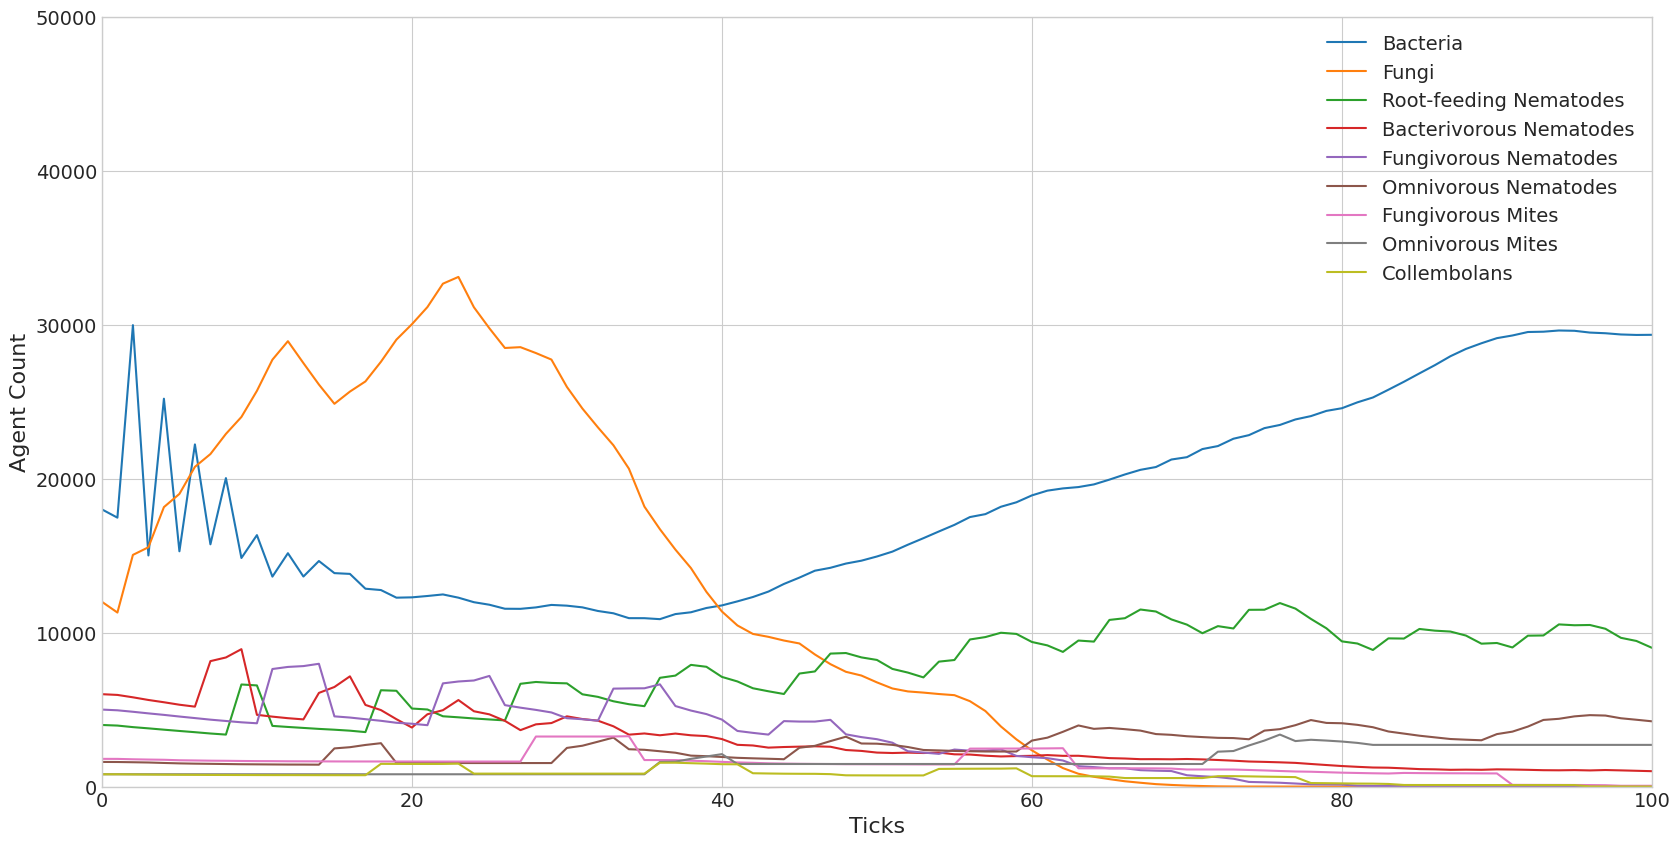 50000
40000
30000
20000
10000
0
Agent Count
0 20 40 60 80 100
Ticks
Bacteria
Fungi
Root-feeding Nematodes
Bacterivorous Nematodes
Fungivorous Nematodes
Omnivorous Nematodes
Fungivorous Mites
Omnivorous Mites
Collembolans